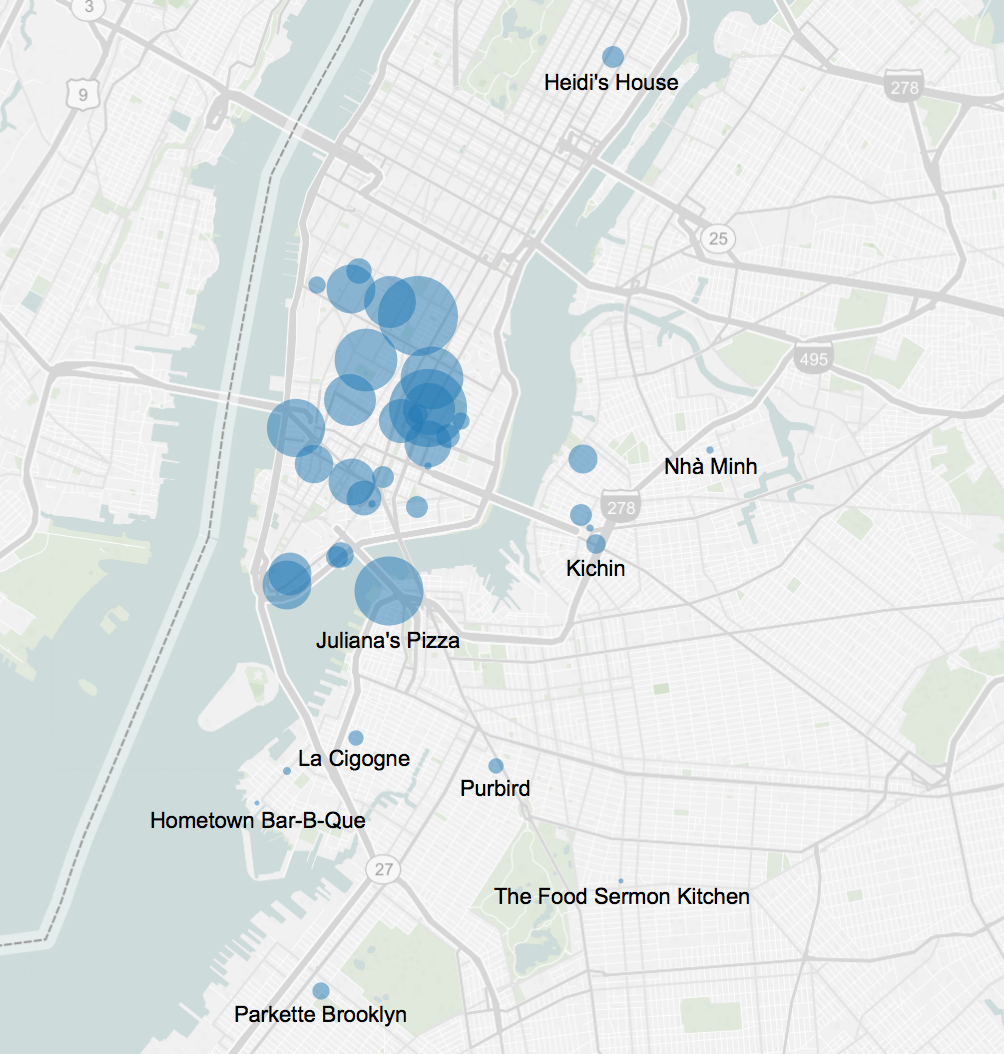 3
Heidi's House
9
278
25
495
Nhà Minh
278
Kichin
Juliana's Pizza
La Cigogne
Purbird
Hometown Bar-B-Que
27
The Food Sermon Kitchen
Parkette Brooklyn